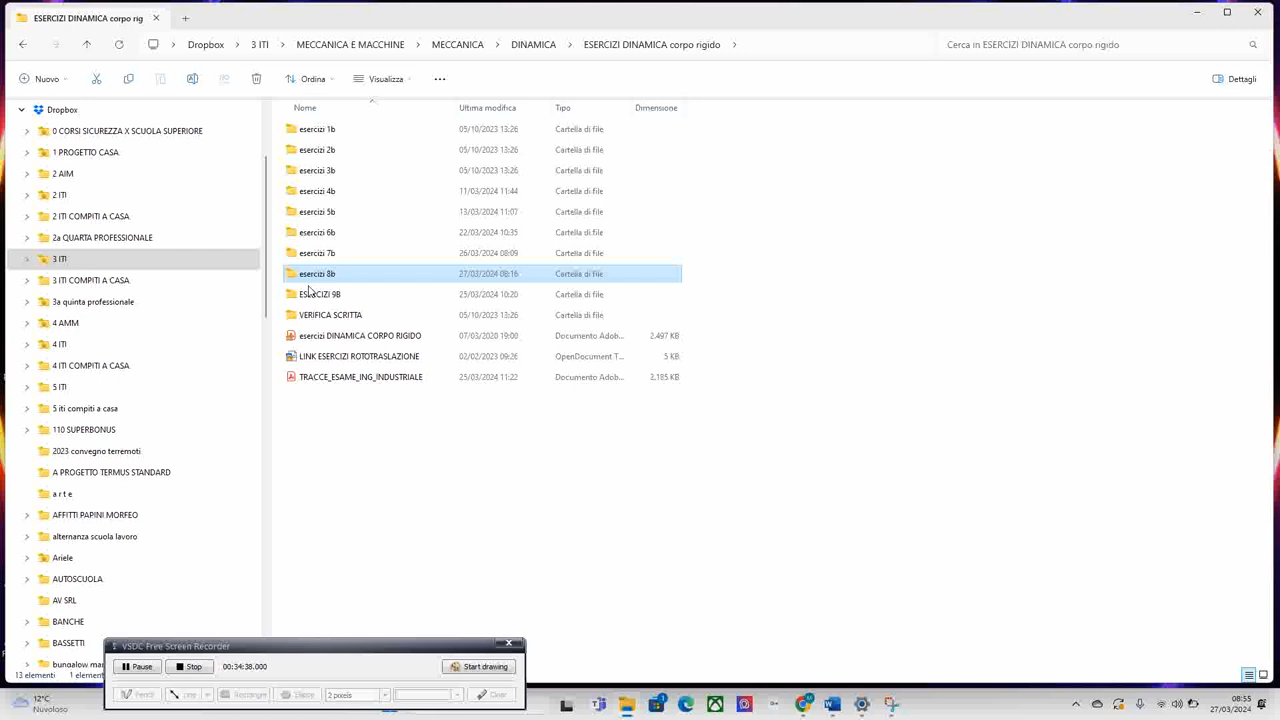 ESERCIZI DINAMICA corpo rig
Dropbox > 3 ITI > MECCANICA E MACCHINE > MECCANICA > DINAMICA > ESERCIZI DINAMICA corpo rigido >
Cerca in ESERCIZI DINAMICA corpo rigido
Nuovo
Ordina
Visualizza
Dettagli
Nome Ultima modifica Tipo Dimensione
Dropbox
0 CORSI SICUREZZA X SCUOLA SUPERIORE
1 PROGETTO CASA
2 AIM
2 ITI
2 ITI COMPITI A CASA
2a QUARTA PROFESSIONALE
3 ITI
3 ITI COMPITI A CASA
3a quinta professionale
4 AMM
4 ITI
4 ITI COMPITI A CASA
5 ITI
5 iti compiti a casa
110 SUPERBONUS
2023 convegno terremoti
A PROGETTO TERMUS STANDARD
a r t e
AFFITTI PAPINI MORFEO
alternanza scuola lavoro
Ariele
AUTOSCUOLA
AV SRL
BANCHE
BASSETTI
bungalow mar
esercizi 1b 05/10/2023 13:26 Cartella di file
esercizi 2b 05/10/2023 13:26 Cartella di file
esercizi 3b 05/10/2023 13:26 Cartella di file
esercizi 4b 11/03/2024 11:44 Cartella di file
esercizi 5b 13/03/2024 11:07 Cartella di file
esercizi 6b 22/03/2024 10:35 Cartella di file
esercizi 7b 26/03/2024 08:09 Cartella di file
esercizi 8b 27/03/2024 08:16 Cartella di file
ESERCIZI 9B 25/03/2024 10:20 Cartella di file
VERIFICA SCRITTA 05/10/2023 13:26 Cartella di file
esercizi DINAMICA CORPO RIGIDO 07/03/2020 19:00 Documento Adob... 2.497 KB
LINK ESERCIZI ROTOTRASLAZIONE 02/02/2023 09:26 OpenDocument T... 5 KB
TRACCE_ESAME_ING_INDUSTRIALE 25/03/2024 11:22 Documento Adob... 2.185 KB
13 elementi 1 element
VSDC Free Screen Recorder
Pause Stop 00:34:38.000 Start drawing
Pencil Line Rectangle Ellipse 2 pixels Clear
12°C
Nuvoloso
08:55
27/03/2024